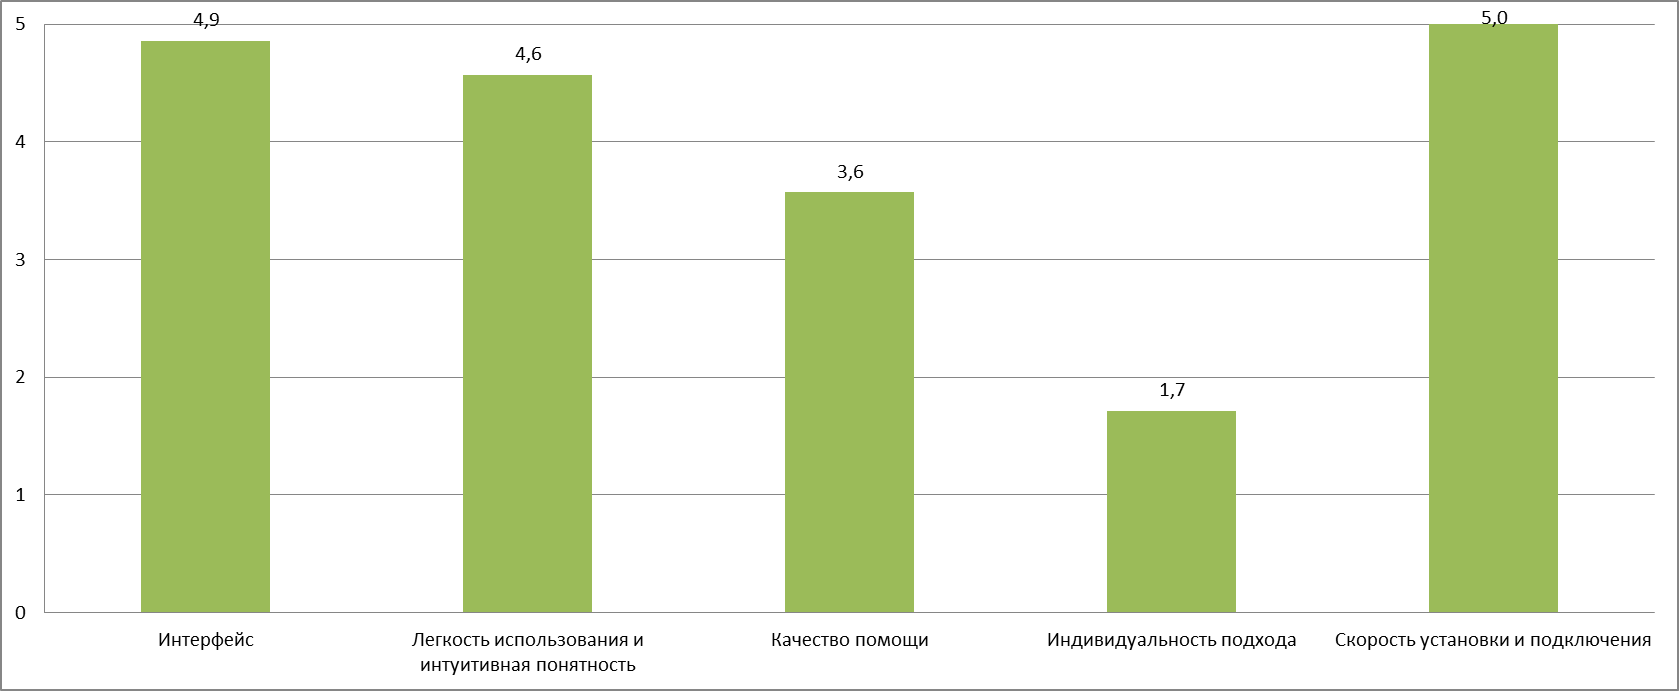 5
4
3
2
1
0
4,9
4,6
3,6
1,7
5,0
Интерфейс
Легкость использования и
интуитивная понятность
Качество помощи
Индивидуальность подхода
Скорость установки и подключения